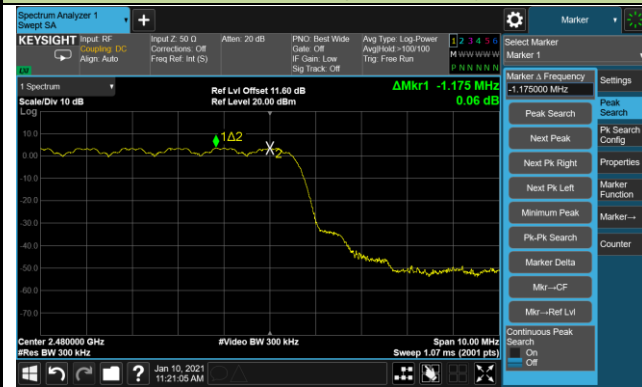 Spectrum Analyzer 1
Swept SA
+
Marker
KEYSIGHT
Input: RF
Coupling: DC
Align: Auto
Input Z: 50 Ω
Corrections: Off
Freq Ref: Int (S)
Atten: 20 dB
PNO: Best Wide
Gate: Off
IF Gain: Low
Sig Track: Off
Avg Type: Log-Power
Avg|Hold:>100/100
Trig: Free Run
1 2 3 4 5 6
M W W W W W
P N N N N N
Select Marker
Marker 1
1 Spectrum
Scale/Div 10 dB
Log
Ref Lvl Offset 11.60 dB
Ref Level 20.00 dBm
ΔMkr1 -1.175 MHz
0.06 dB
10.0
0.00
-10.0
-20.0
-30.0
-40.0
-50.0
-60.0
-70.0
1Δ2
2
Center 2.480000 GHz
#Res BW 300 kHz
#Video BW 300 kHz
Span 10.00 MHz
Sweep 1.07 ms (2001 pts)
Marker Δ Frequency
-1.175000 MHz
Peak Search
Next Peak
Next Pk Right
Next Pk Left
Minimum Peak
Pk-Pk Search
Marker Delta
Mkr→CF
Mkr→Ref Lvl
Continuous Peak
Search
On
Off
Settings
Peak
Search
Pk Search
Config
Properties
Marker
Function
Marker→
Counter
?
Jan 10, 2021
11:21:05 AM